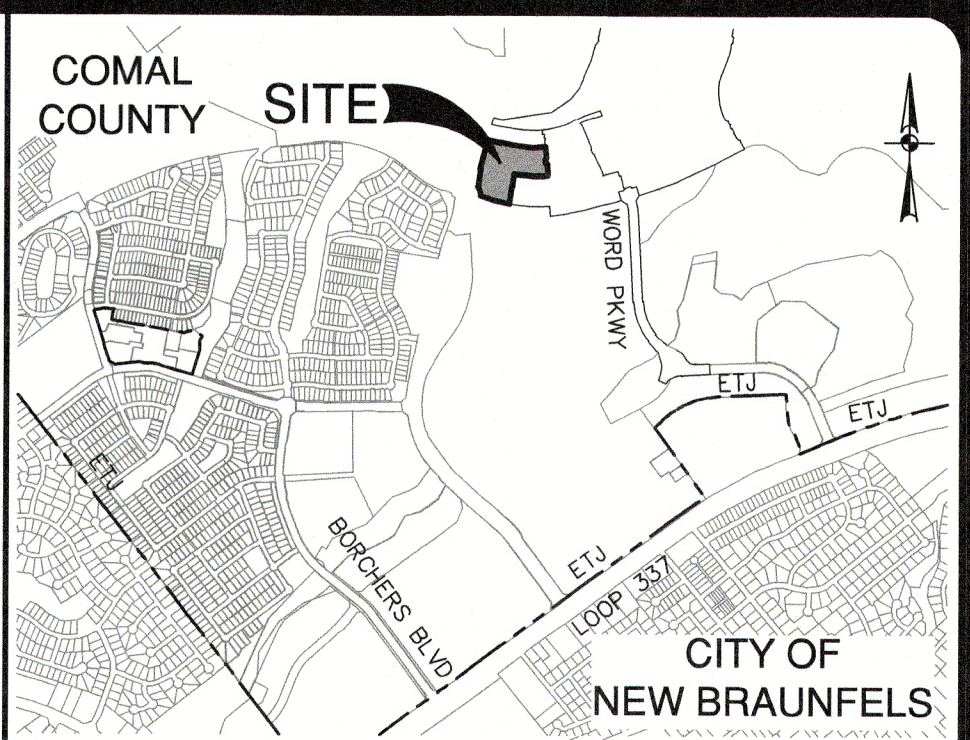 COMAL
COUNTY
SITE
WORD PKWY
ETJ
ETJ
ETJ
BORCHERS BLVD
ETJ
LOOP 337
CITY OF
NEW BRAUNFELS